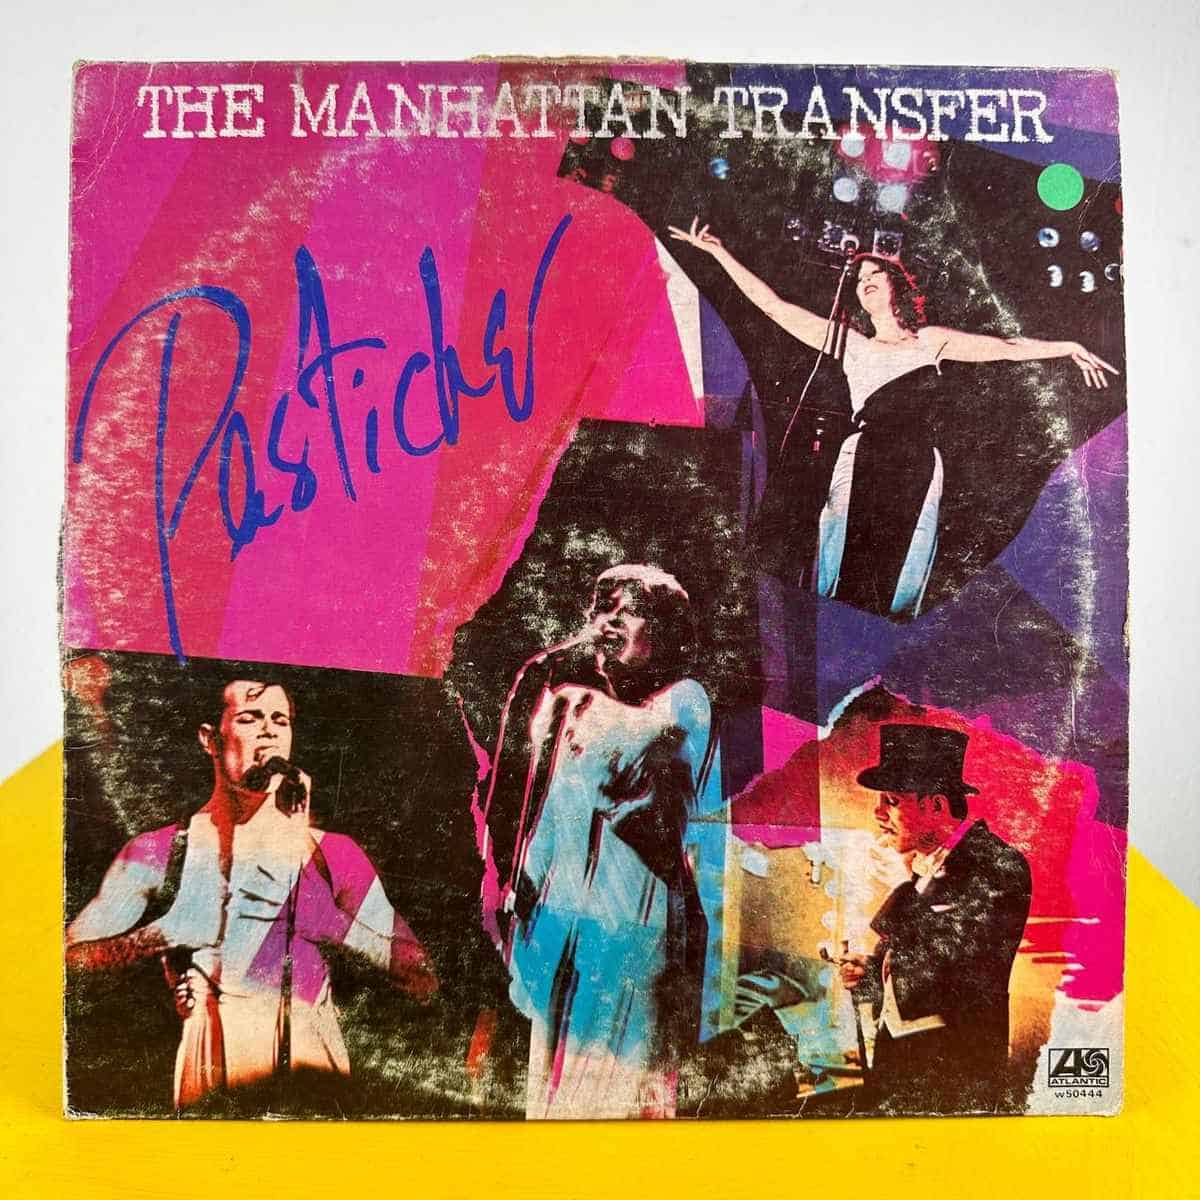 THE MANHATTAN TRANSFER
Pastiche
ATLANTIC
W50444